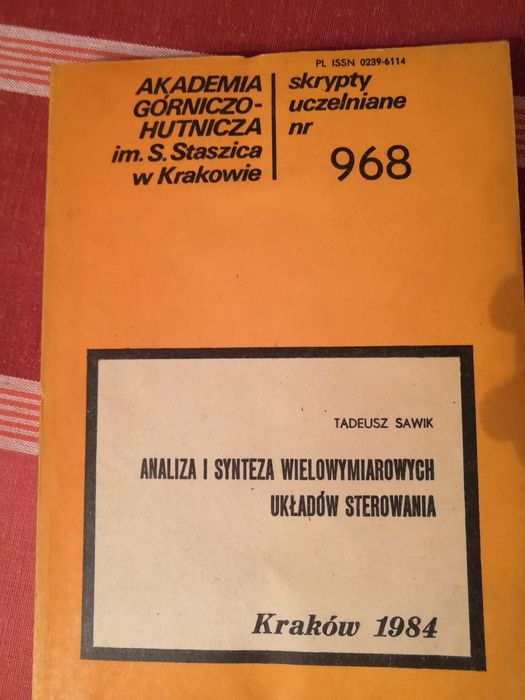 PL ISSN 0239-6114
AKADEMIA
GÓRNICZO-
HUTNICZA
im. S. Staszica
w Krakowie
skrypty
uczelniane
nr
968
TADEUSZ SAWIK
ANALIZA I SYNTEZA WIELOWYMIAROWYCH
UKŁADÓW STEROWANIA
Kraków 1984